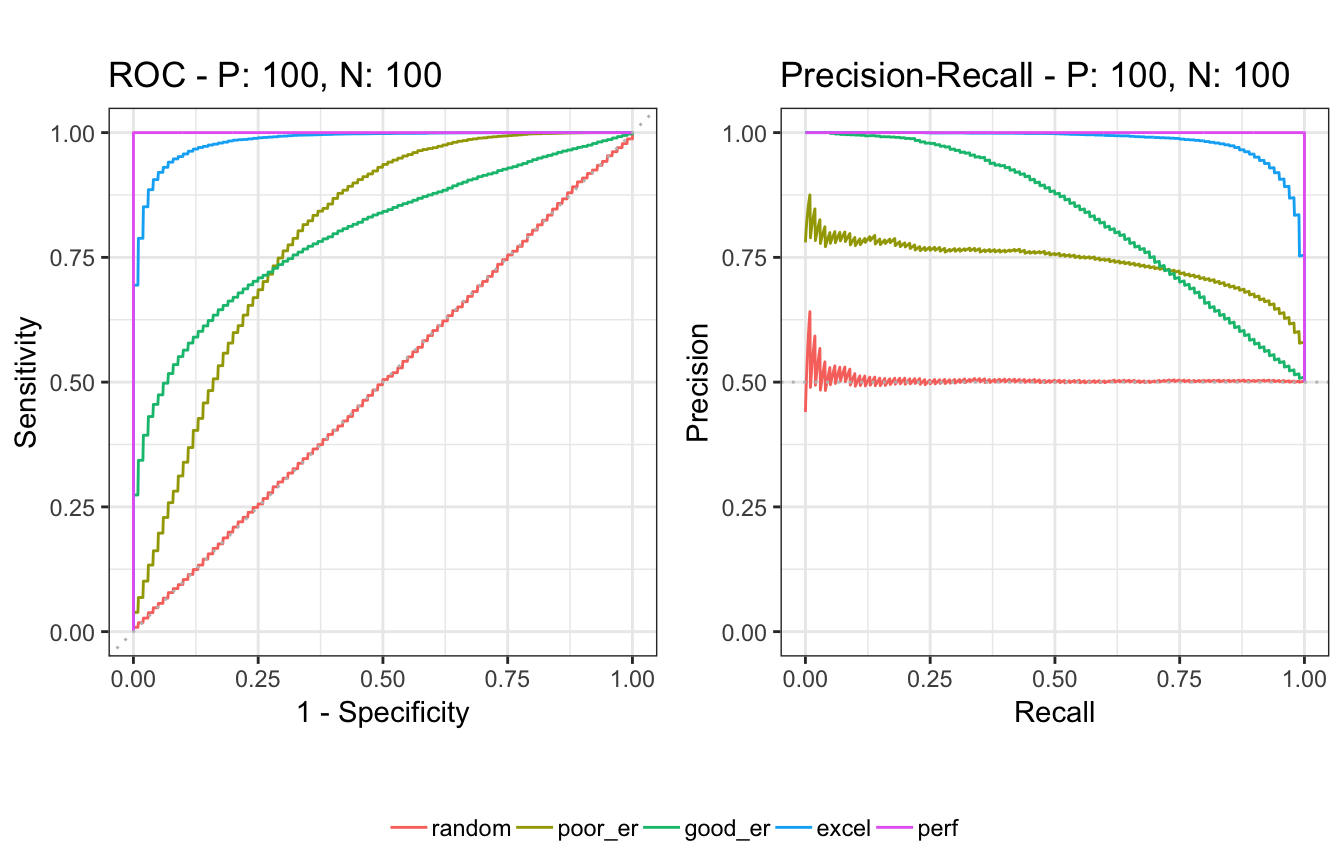 ROC - P: 100, N: 100
1.00
0.75
0.50
0.25
0.00
Sensitivity
0.00 0.25 0.50 0.75 1.00
1 - Specificity
Precision-Recall - P: 100, N: 100
1.00
0.75
0.50
0.25
0.00
Precision
0.00 0.25 0.50 0.75 1.00
Recall
random poor_er good_er excel perf